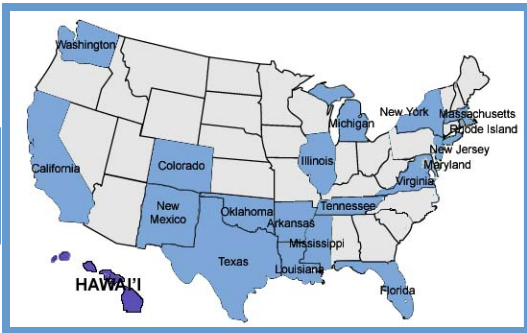 Washington
New York
Massachusetts
Michigan
Rhode Island
New Jersey
Illinois
Maryland
California
Colorado
Virginia
New
Mexico
Oklahoma
Tennessee
Arkansas
Mississippi
Texas
Louisiana
HAWAI'I
Florida